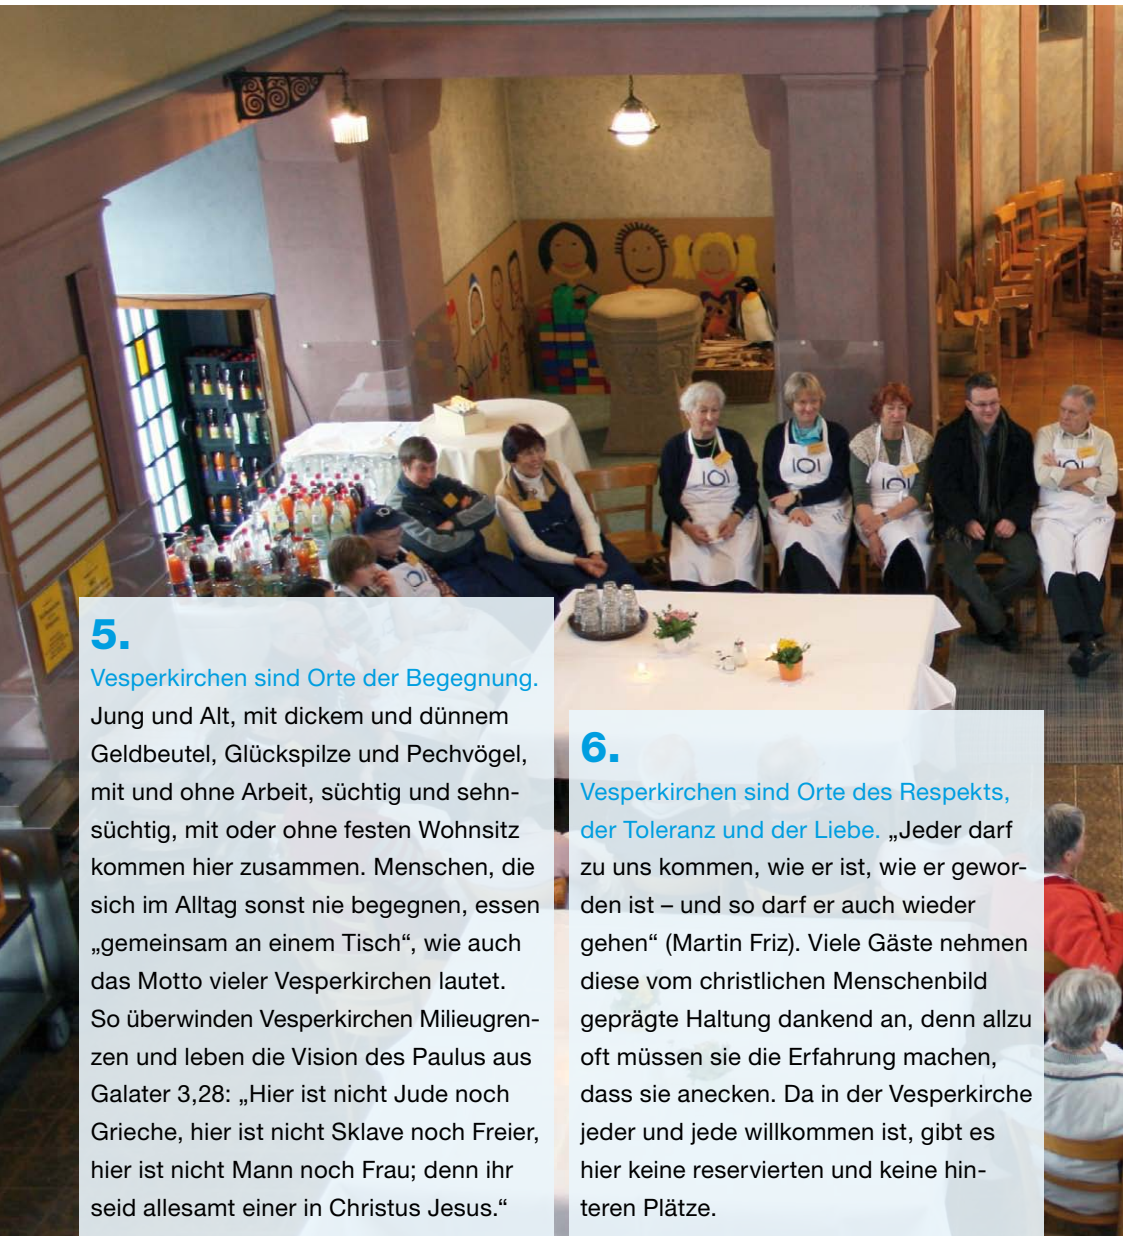 5.
Vesperkirchen sind Orte der Begegnung.
Jung und Alt, mit dickem und dünnem
Geldbeutel, Glückspilze und Pechvögel,
mit und ohne Arbeit, süchtig und sehn-
süchtig, mit oder ohne festen Wohnsitz
kommen hier zusammen. Menschen, die
sich im Alltag sonst nie begegnen, essen
„gemeinsam an einem Tisch“, wie auch
das Motto vieler Vesperkirchen lautet.
So überwinden Vesperkirchen Milieugren-
zen und leben die Vision des Paulus aus
Galater 3,28: „Hier ist nicht Jude noch
Grieche, hier ist nicht Sklave noch Freier,
hier ist nicht Mann noch Frau; denn ihr
seid allesamt einer in Christus Jesus.“
6.
Vesperkirchen sind Orte des Respekts,
der Toleranz und der Liebe. „Jeder darf
zu uns kommen, wie er ist, wie er gewor-
den ist – und so darf er auch wieder
gehen“ (Martin Friz). Viele Gäste nehmen
diese vom christlichen Menschenbild
geprägte Haltung dankend an, denn allzu
oft müssen sie die Erfahrung machen,
dass sie anecken. Da in der Vesperkirche
jeder und jede willkommen ist, gibt es
hier keine reservierten und keine hin-
teren Plätze.